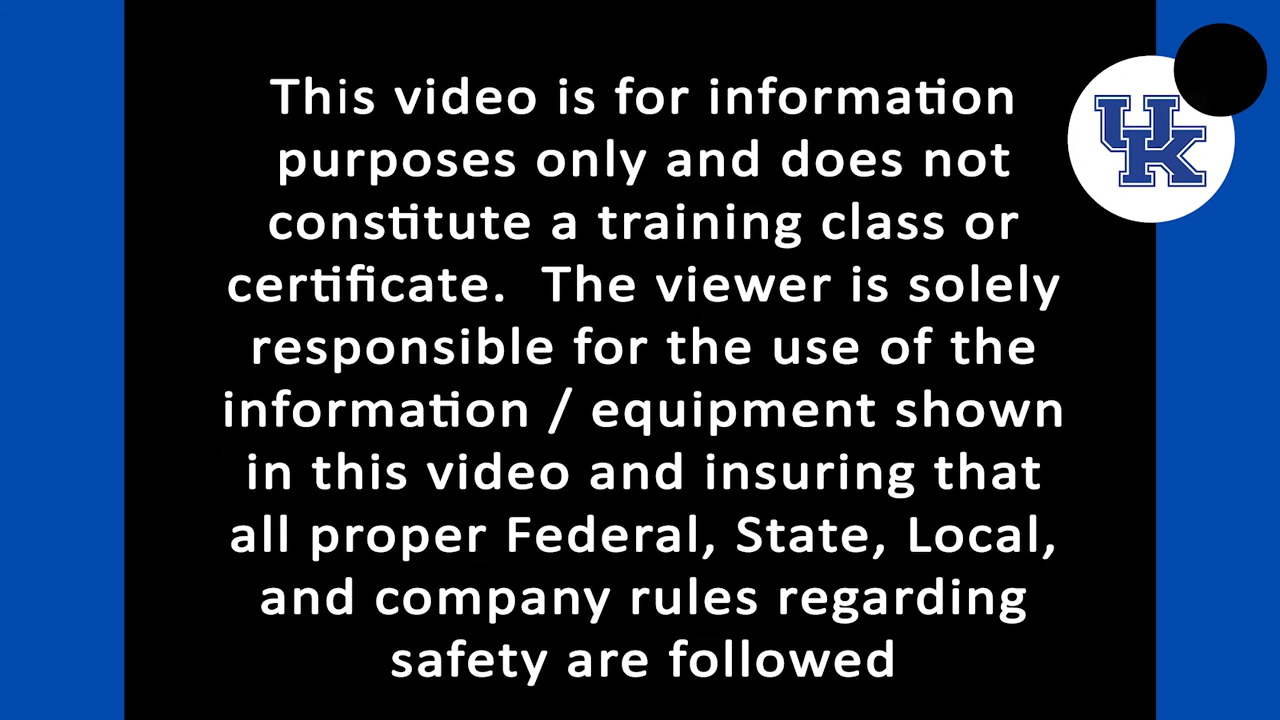 This video is for information
purposes only and does not
constitute a training class or
certificate.  The viewer is solely
responsible for the use of the
information / equipment shown
in this video and insuring that
all proper Federal, State, Local,
and company rules regarding
safety are followed
UK